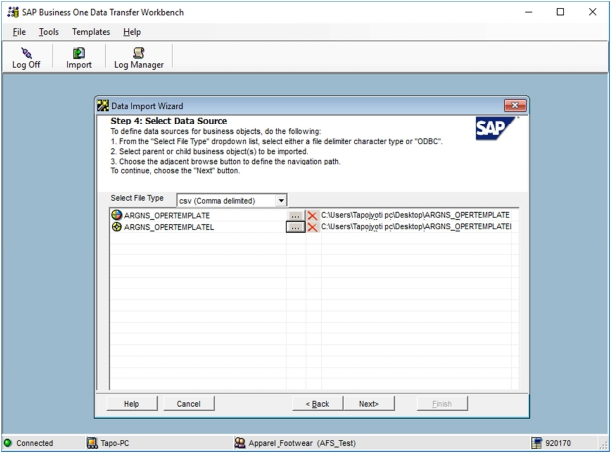 SAP Business One Data Transfer Workbench
File Tools Templates Help
Log Off Import Log Manager
Data Import Wizard
Step 4: Select Data Source
To define data sources for business objects, do the following:
1. From the "Select File Type" dropdown list, select either a file delimiter character type or "ODBC".
2. Select parent or child business object(s) to be imported.
3. Choose the adjacent browse button to define the navigation path.
To continue, choose the "Next" button.
SAP
Select File Type csv (Comma delimited)
ARGNS_OPERTEMPLATE ... C:\Users\Tapojyoti pc\Desktop\ARGNS_OPERTEMPLATE
ARGNS_OPERTEMPLATEL ... C:\Users\Tapojyoti pc\Desktop\ARGNS_OPERTEMPLATEl
Help Cancel < Back Next> Finish
Connected Tapo-PC Apparel_Footwear (AFS_Test) 920170